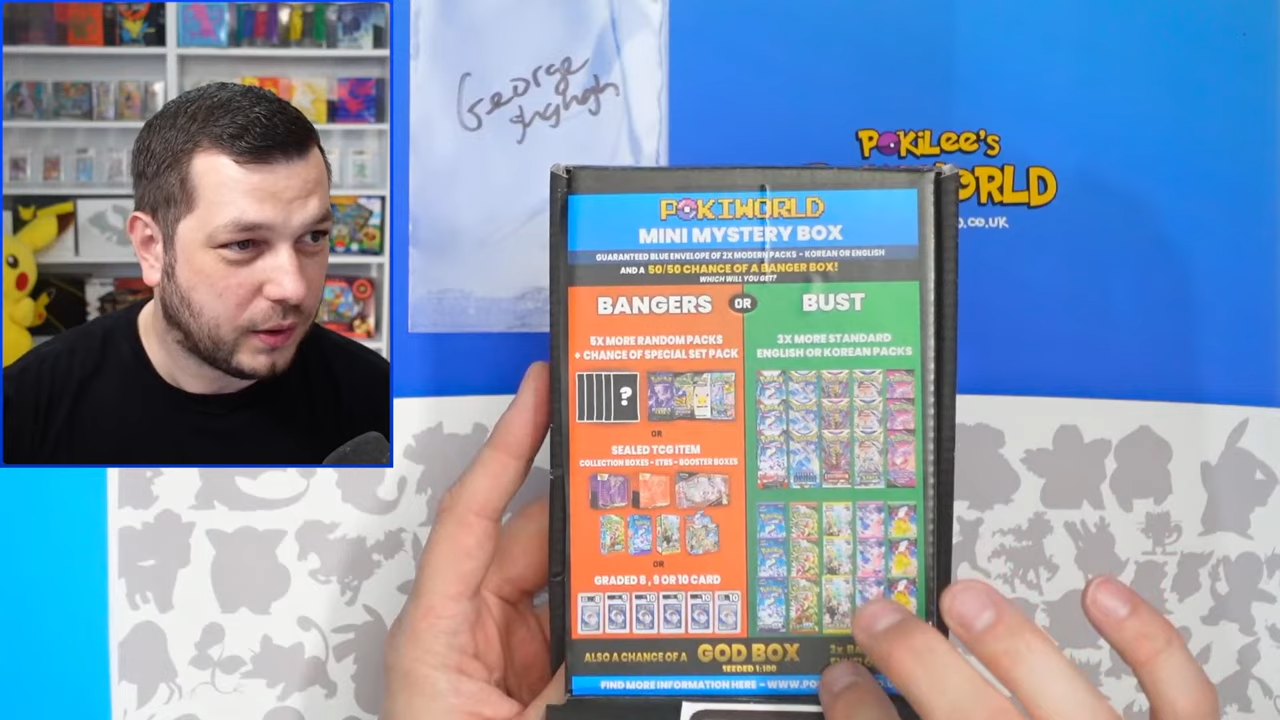 George
POKiLEE'S
WORLD
.CO.UK
POKIWORLD
MINI MYSTERY BOX
GUARANTEED BLUE ENVELOPE OF 2X MODERN PACKS - KOREAN OR ENGLISH
AND A 50/50 CHANCE OF A BANGER BOX!
WHICH WILL YOU GET?
BANGERS OR BUST
5X MORE RANDOM PACKS
+ CHANCE OF SPECIAL SET PACK
?
OR
SEALED TCG ITEM
COLLECTION BOXES - ETBS - BOOSTER BOXES
OR
GRADED 8, 9 OR 10 CARD
3X MORE STANDARD
ENGLISH OR KOREAN PACKS
ALSO A CHANCE OF A GOD BOX
SEEDED 1:100
FIND MORE INFORMATION HERE - WWW.PO